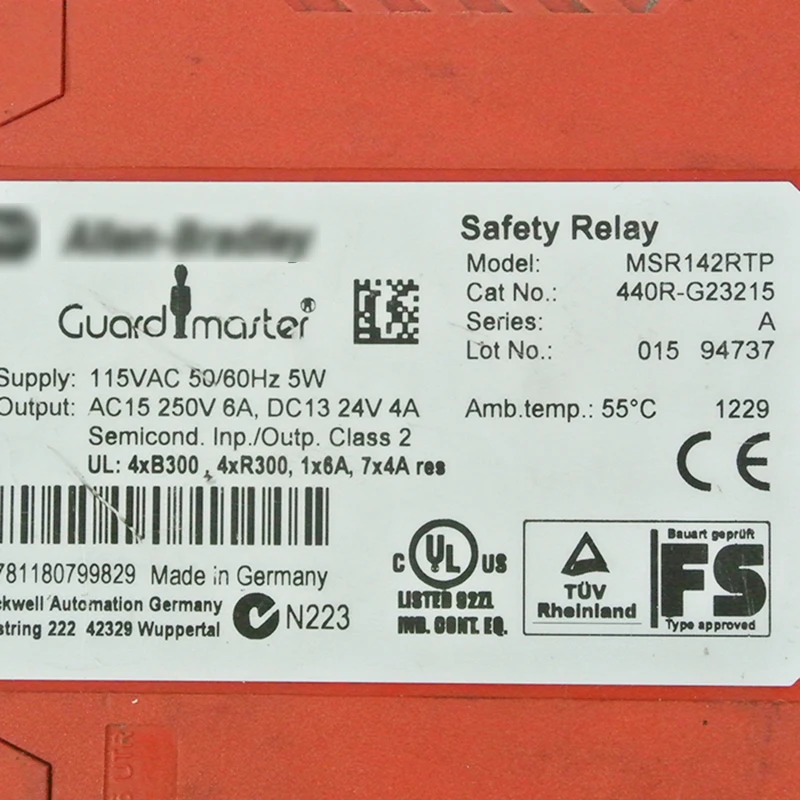 Allen-Bradley
Guardmaster®
Safety Relay
Model: MSR142RTP
Cat No.: 440R-G23215
Series: A
Lot No.: 015 94737
Supply: 115VAC 50/60Hz 5W
Output: AC15 250V 6A, DC13 24V 4A
Semicond. Inp./Outp. Class 2
UL: 4xB300, 4xR300, 1x6A, 7x4A res
Amb.temp.: 55°C 1229
CE
781180799829 Made in Germany
ckwell Automation Germany
string 222 42329 Wuppertal
N223
C UL US
LISTED 92ZL
IND. CONT. EQ.
TÜV
Rheinland
Bauart geprüft
FS
Type approved